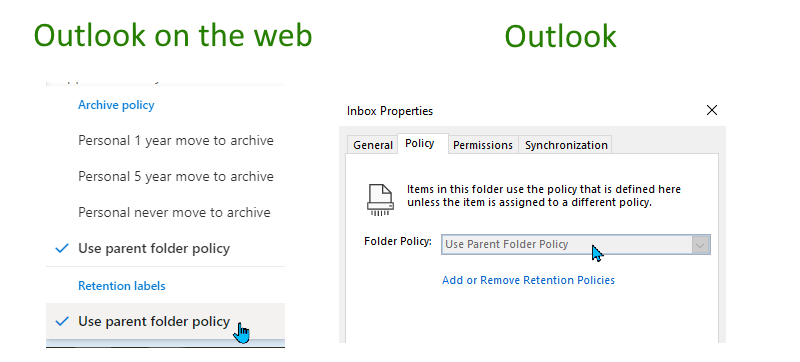 Outlook on the web
Outlook
Archive policy
Personal 1 year move to archive
Personal 5 year move to archive
Personal never move to archive
Use parent folder policy
Retention labels
Use parent folder policy
Inbox Properties
General
Policy
Permissions
Synchronization
Items in this folder use the policy that is defined here
unless the item is assigned to a different policy.
Folder Policy:
Use Parent Folder Policy
Add or Remove Retention Policies